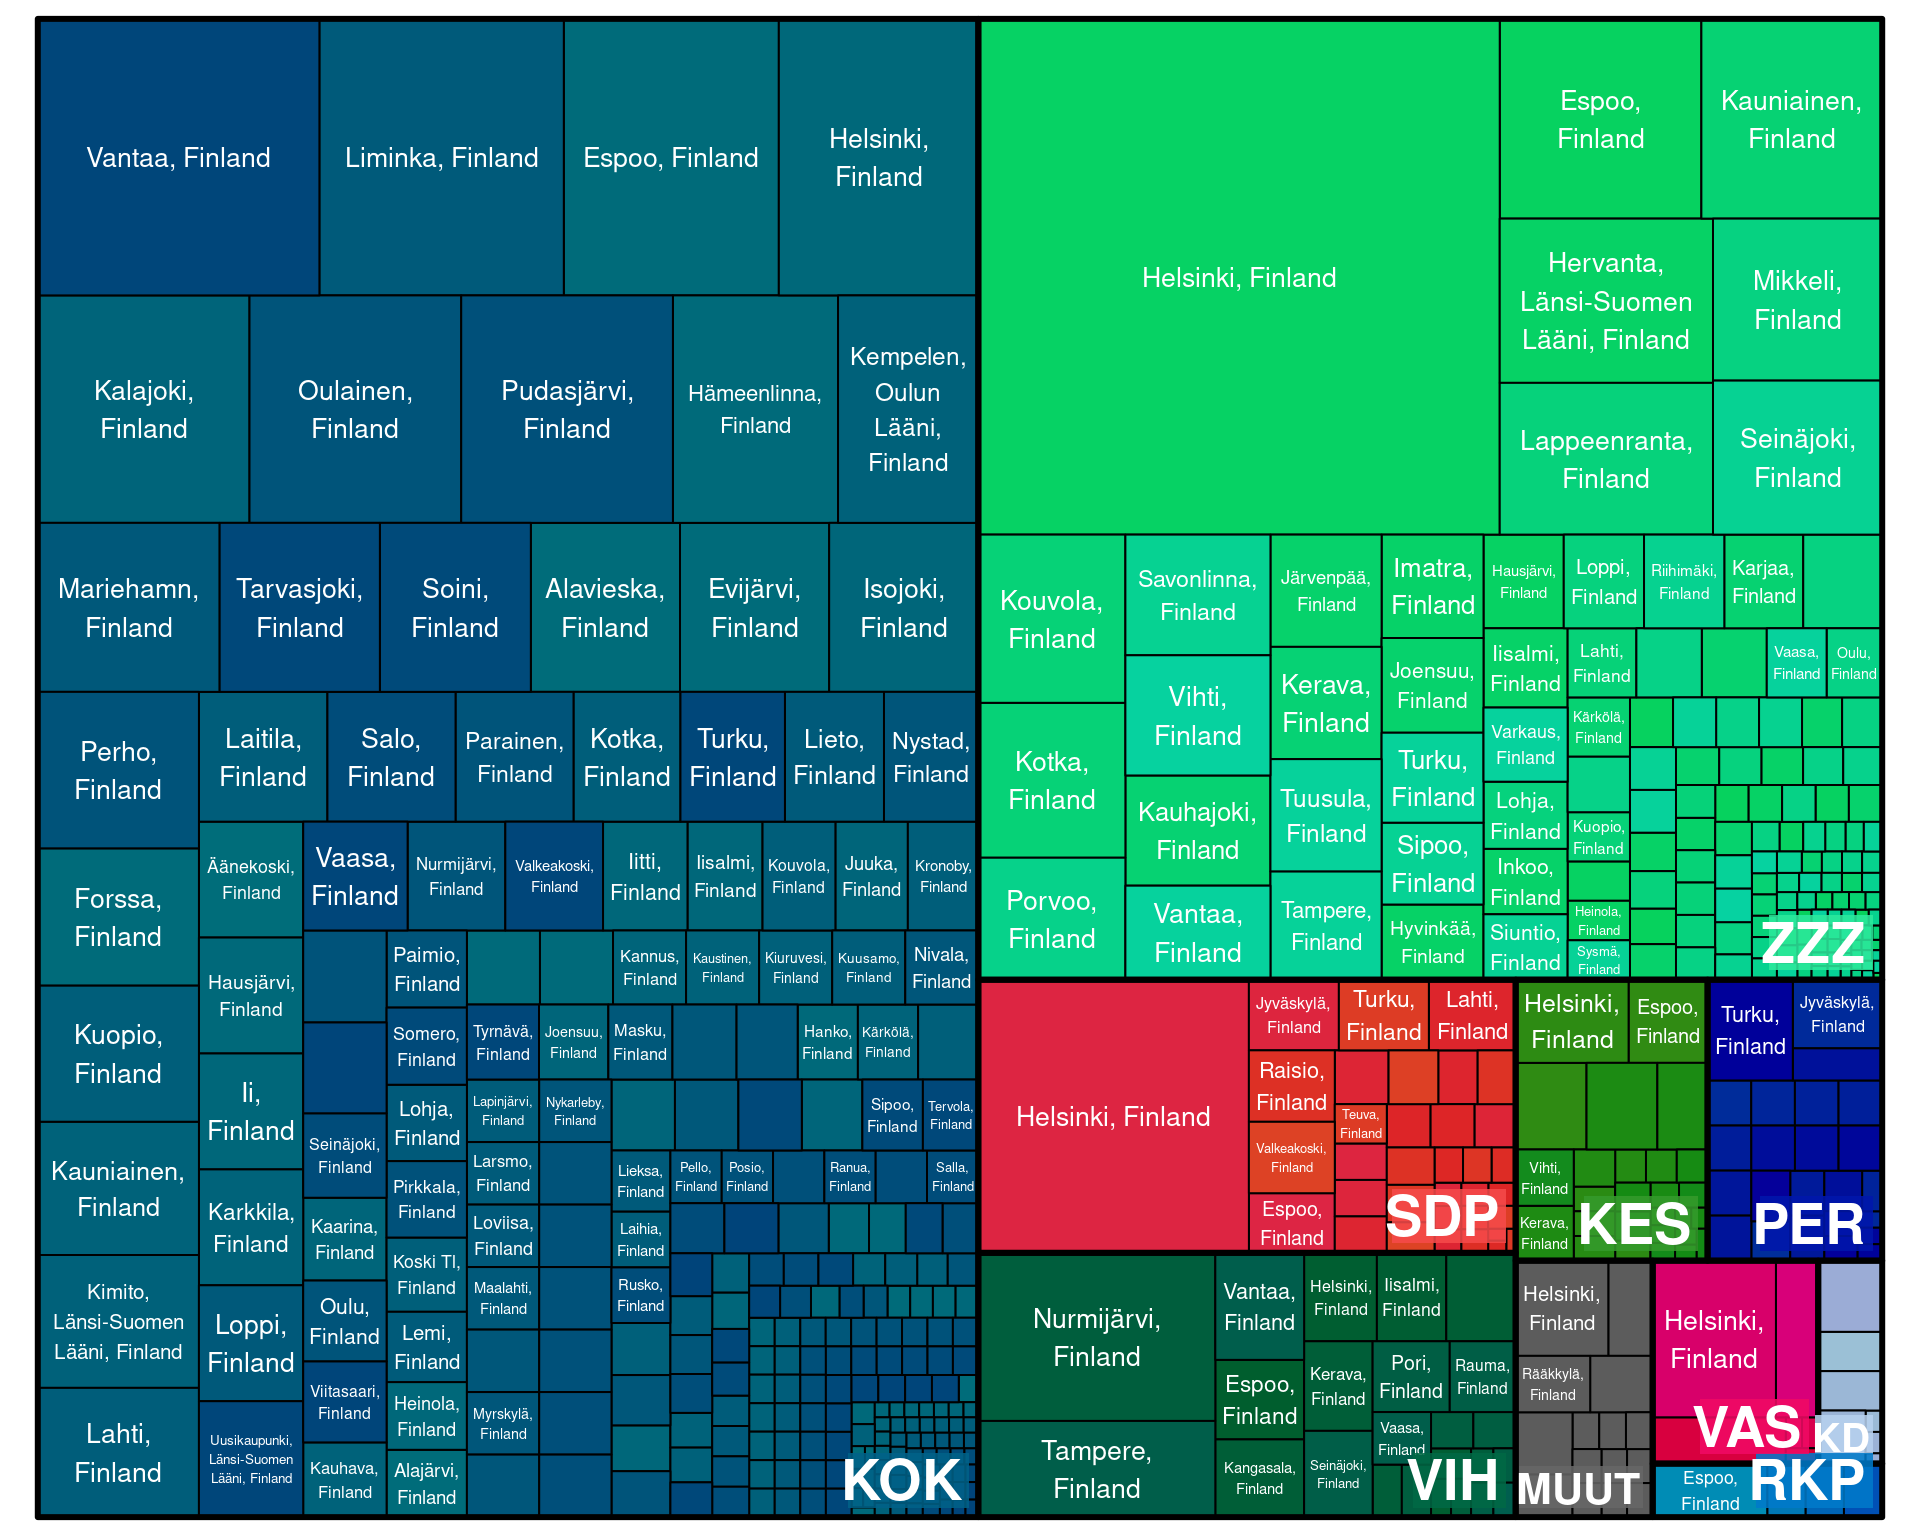 Vantaa, Finland
Liminka, Finland
Espoo, Finland
Helsinki,
Finland
Kalajoki,
Finland
Oulainen,
Finland
Pudasjärvi,
Finland
Hämeenlinna,
Finland
Kempelen,
Oulun
Lääni,
Finland
Mariehamn,
Finland
Tarvasjoki,
Finland
Soini,
Finland
Alavieska,
Finland
Evijärvi,
Finland
Isojoki,
Finland
Perho,
Finland
Forssa,
Finland
Kuopio,
Finland
Kauniainen,
Finland
Kimito,
Länsi-Suomen
Lääni, Finland
Lahti,
Finland
Laitila,
Finland
Salo,
Finland
Parainen,
Finland
Kotka,
Finland
Turku,
Finland
Lieto,
Finland
Nystad,
Finland
Äänekoski,
Finland
Hausjärvi,
Finland
Ii,
Finland
Karkkila,
Finland
Loppi,
Finland
Uusikaupunki,
Länsi-Suomen
Lääni, Finland
Vaasa,
Finland
Nurmijärvi,
Finland
Valkeakoski,
Finland
Iitti,
Finland
Iisalmi,
Finland
Kouvola,
Finland
Juuka,
Finland
Kronoby,
Finland
Seinäjoki,
Finland
Kaarina,
Finland
Oulu,
Finland
Viitasaari,
Finland
Kauhava,
Finland
Paimio,
Finland
Somero,
Finland
Lohja,
Finland
Pirkkala,
Finland
Koski Tl,
Finland
Lemi,
Finland
Heinola,
Finland
Alajärvi,
Finland
Kannus,
Finland
Kaustinen,
Finland
Kiuruvesi,
Finland
Kuusamo,
Finland
Nivala,
Finland
Tyrnävä,
Finland
Joensuu,
Finland
Masku,
Finland
Hanko,
Finland
Kärkölä,
Finland
Lapinjärvi,
Finland
Nykarleby,
Finland
Sipoo,
Finland
Tervola,
Finland
Larsmo,
Finland
Loviisa,
Finland
Maalahti,
Finland
Myrskylä,
Finland
Lieksa,
Finland
Laihia,
Finland
Rusko,
Finland
Pello,
Finland
Posio,
Finland
Ranua,
Finland
Salla,
Finland
KOK
Helsinki, Finland
Espoo,
Finland
Kauniainen,
Finland
Hervanta,
Länsi-Suomen
Lääni, Finland
Mikkeli,
Finland
Lappeenranta,
Finland
Seinäjoki,
Finland
Kouvola,
Finland
Kotka,
Finland
Porvoo,
Finland
Savonlinna,
Finland
Vihti,
Finland
Kauhajoki,
Finland
Vantaa,
Finland
Järvenpää,
Finland
Kerava,
Finland
Tuusula,
Finland
Tampere,
Finland
Imatra,
Finland
Joensuu,
Finland
Turku,
Finland
Sipoo,
Finland
Hyvinkää,
Finland
Hausjärvi,
Finland
Loppi,
Finland
Riihimäki,
Finland
Karjaa,
Finland
Iisalmi,
Finland
Lahti,
Finland
Vaasa,
Finland
Oulu,
Finland
Varkaus,
Finland
Kärkölä,
Finland
Lohja,
Finland
Kuopio,
Finland
Inkoo,
Finland
Heinola,
Finland
Siuntio,
Finland
Sysmä,
Finland
ZZZ
Helsinki, Finland
Jyväskylä,
Finland
Turku,
Finland
Lahti,
Finland
Raisio,
Finland
Valkeakoski,
Finland
Espoo,
Finland
Teuva,
Finland
SDP
Helsinki,
Finland
Espoo,
Finland
Vihti,
Finland
Kerava,
Finland
KES
Turku,
Finland
Jyväskylä,
Finland
PER
Nurmijärvi,
Finland
Tampere,
Finland
Vantaa,
Finland
Espoo,
Finland
Kangasala,
Finland
Helsinki,
Finland
Iisalmi,
Finland
Kerava,
Finland
Seinäjoki,
Finland
Pori,
Finland
Rauma,
Finland
Vaasa,
Finland
VIH
Helsinki,
Finland
Rääkkylä,
Finland
MUUT
Helsinki,
Finland
VAS
KD
Espoo,
Finland
RKP